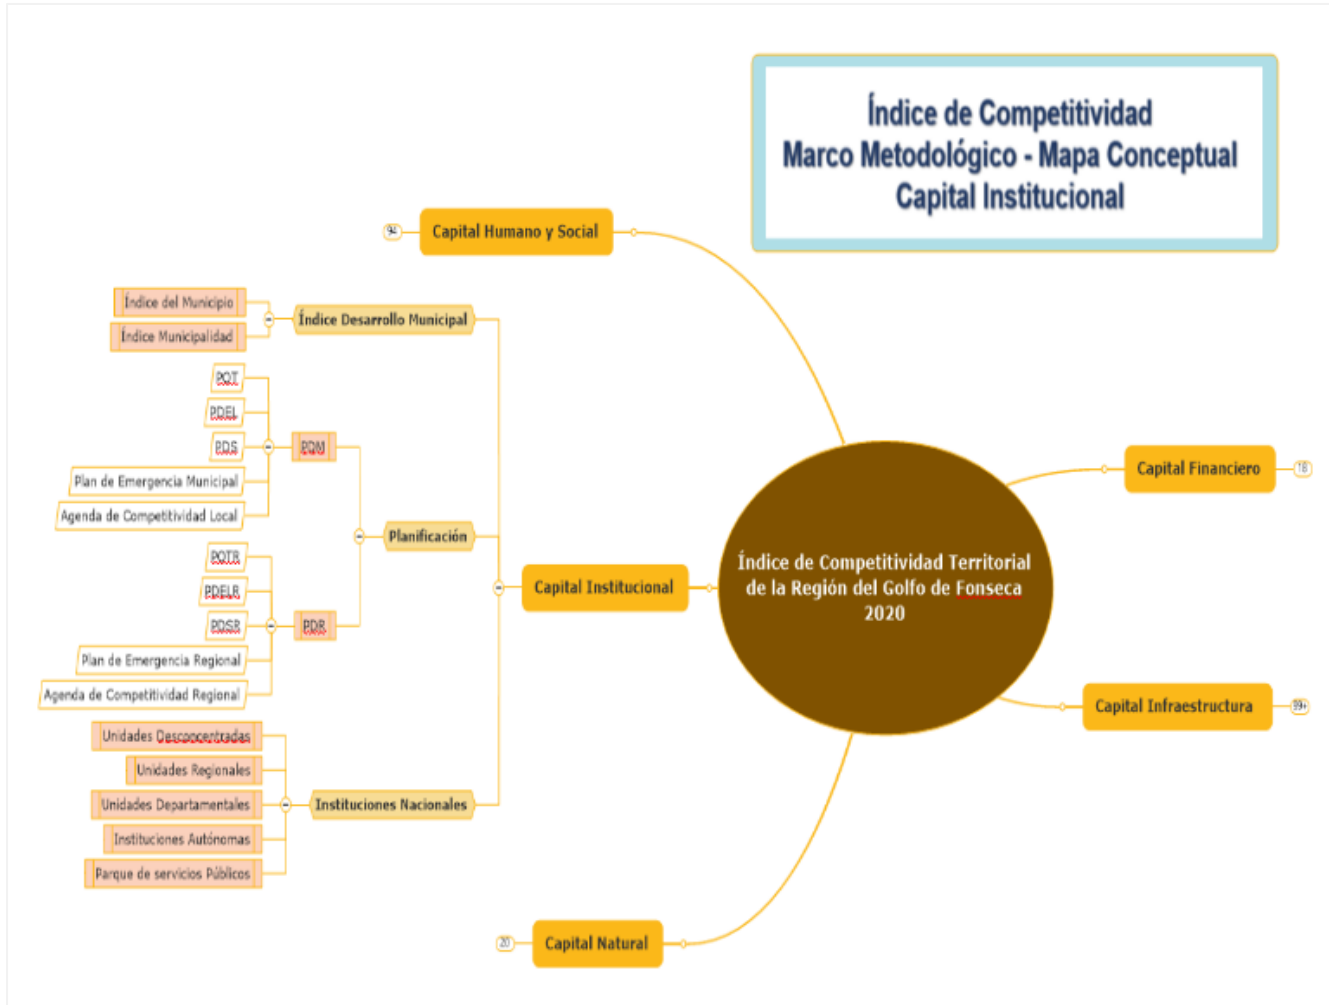 Índice de Competitividad
Marco Metodológico - Mapa Conceptual
Capital Institucional
94
Capital Humano y Social
Índice del Municipio
Índice Municipalidad
Índice Desarrollo Municipal
POT
PDEL
PDS
Plan de Emergencia Municipal
Agenda de Competitividad Local
PDM
Planificación
POTR
PDELR
PDSR
Plan de Emergencia Regional
Agenda de Competitividad Regional
PDR
Unidades Desconcentradas
Unidades Regionales
Unidades Departamentales
Instituciones Autónomas
Parque de servicios Públicos
Instituciones Nacionales
Capital Institucional
Índice de Competitividad Territorial
de la Región del Golfo de Fonseca
2020
Capital Financiero
18
Capital Infraestructura
99+
20
Capital Natural